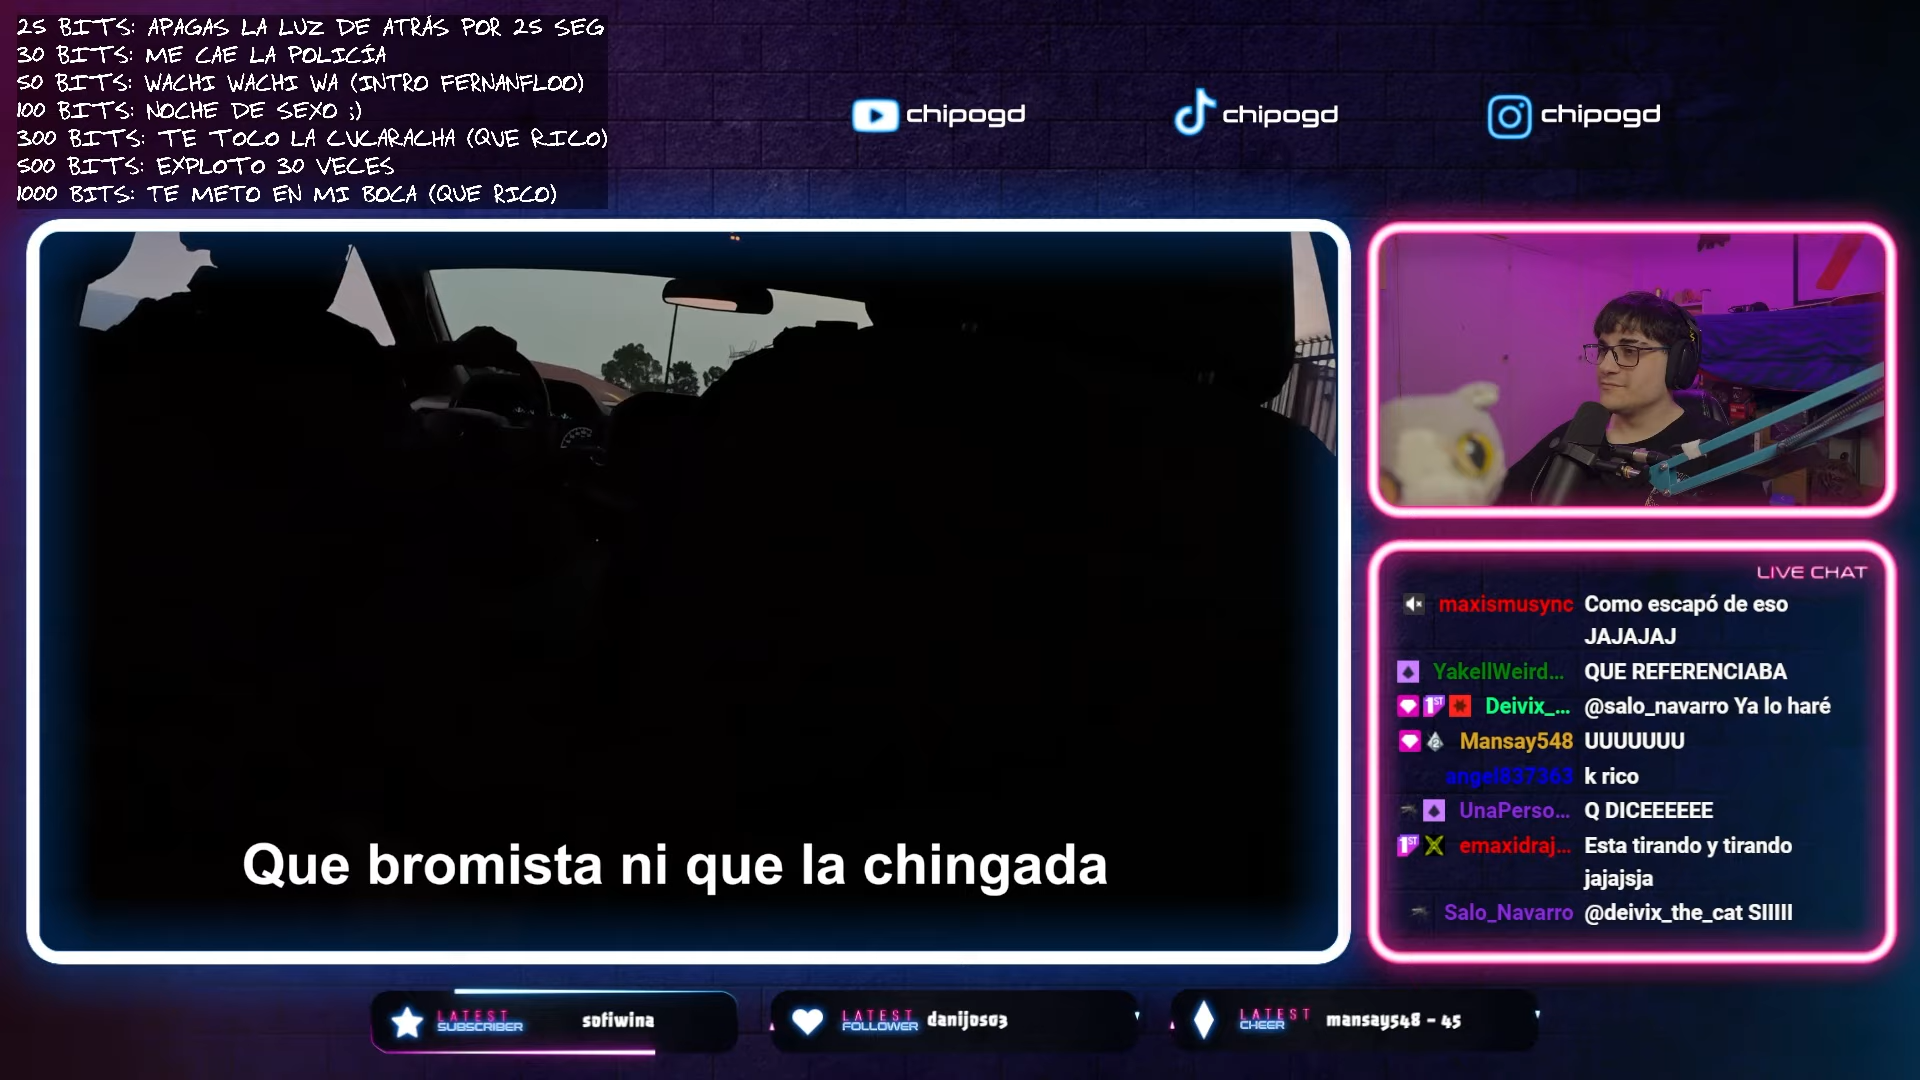 25 BITS: APAGAS LA LUZ DE ATRÁS POR 25 SEG
30 BITS: ME CAE LA POLICÍA
50 BITS: WACHI WACHI WA (INTRO FERNANFLOO)
100 BITS: NOCHE DE SEXO ;)
300 BITS: TE TOCO LA CUCARACHA (QUE RICO)
500 BITS: EXPLOTO 30 VECES
1000 BITS: TE METO EN MI BOCA (QUE RICO)
chipogd
chipogd
chipogd
Que bromista ni que la chingada
LIVE CHAT
maxismusync Como escapó de eso
JAJAJAJ
YakellWeird... QUE REFERENCIABA
1ST Deivix_... @salo_navarro Ya lo haré
2 Mansay548 UUUUUUU
angel837363 k rico
UnaPerso... Q DICEEEEEE
1ST emaxidraj... Esta tirando y tirando
jajajsja
Salo_Navarro @deivix_the_cat SIIIII
LATEST
SUBSCRIBER
sofiwina
LATEST
FOLLOWER
danijoso3
LATEST
CHEER
mansay548 - 45